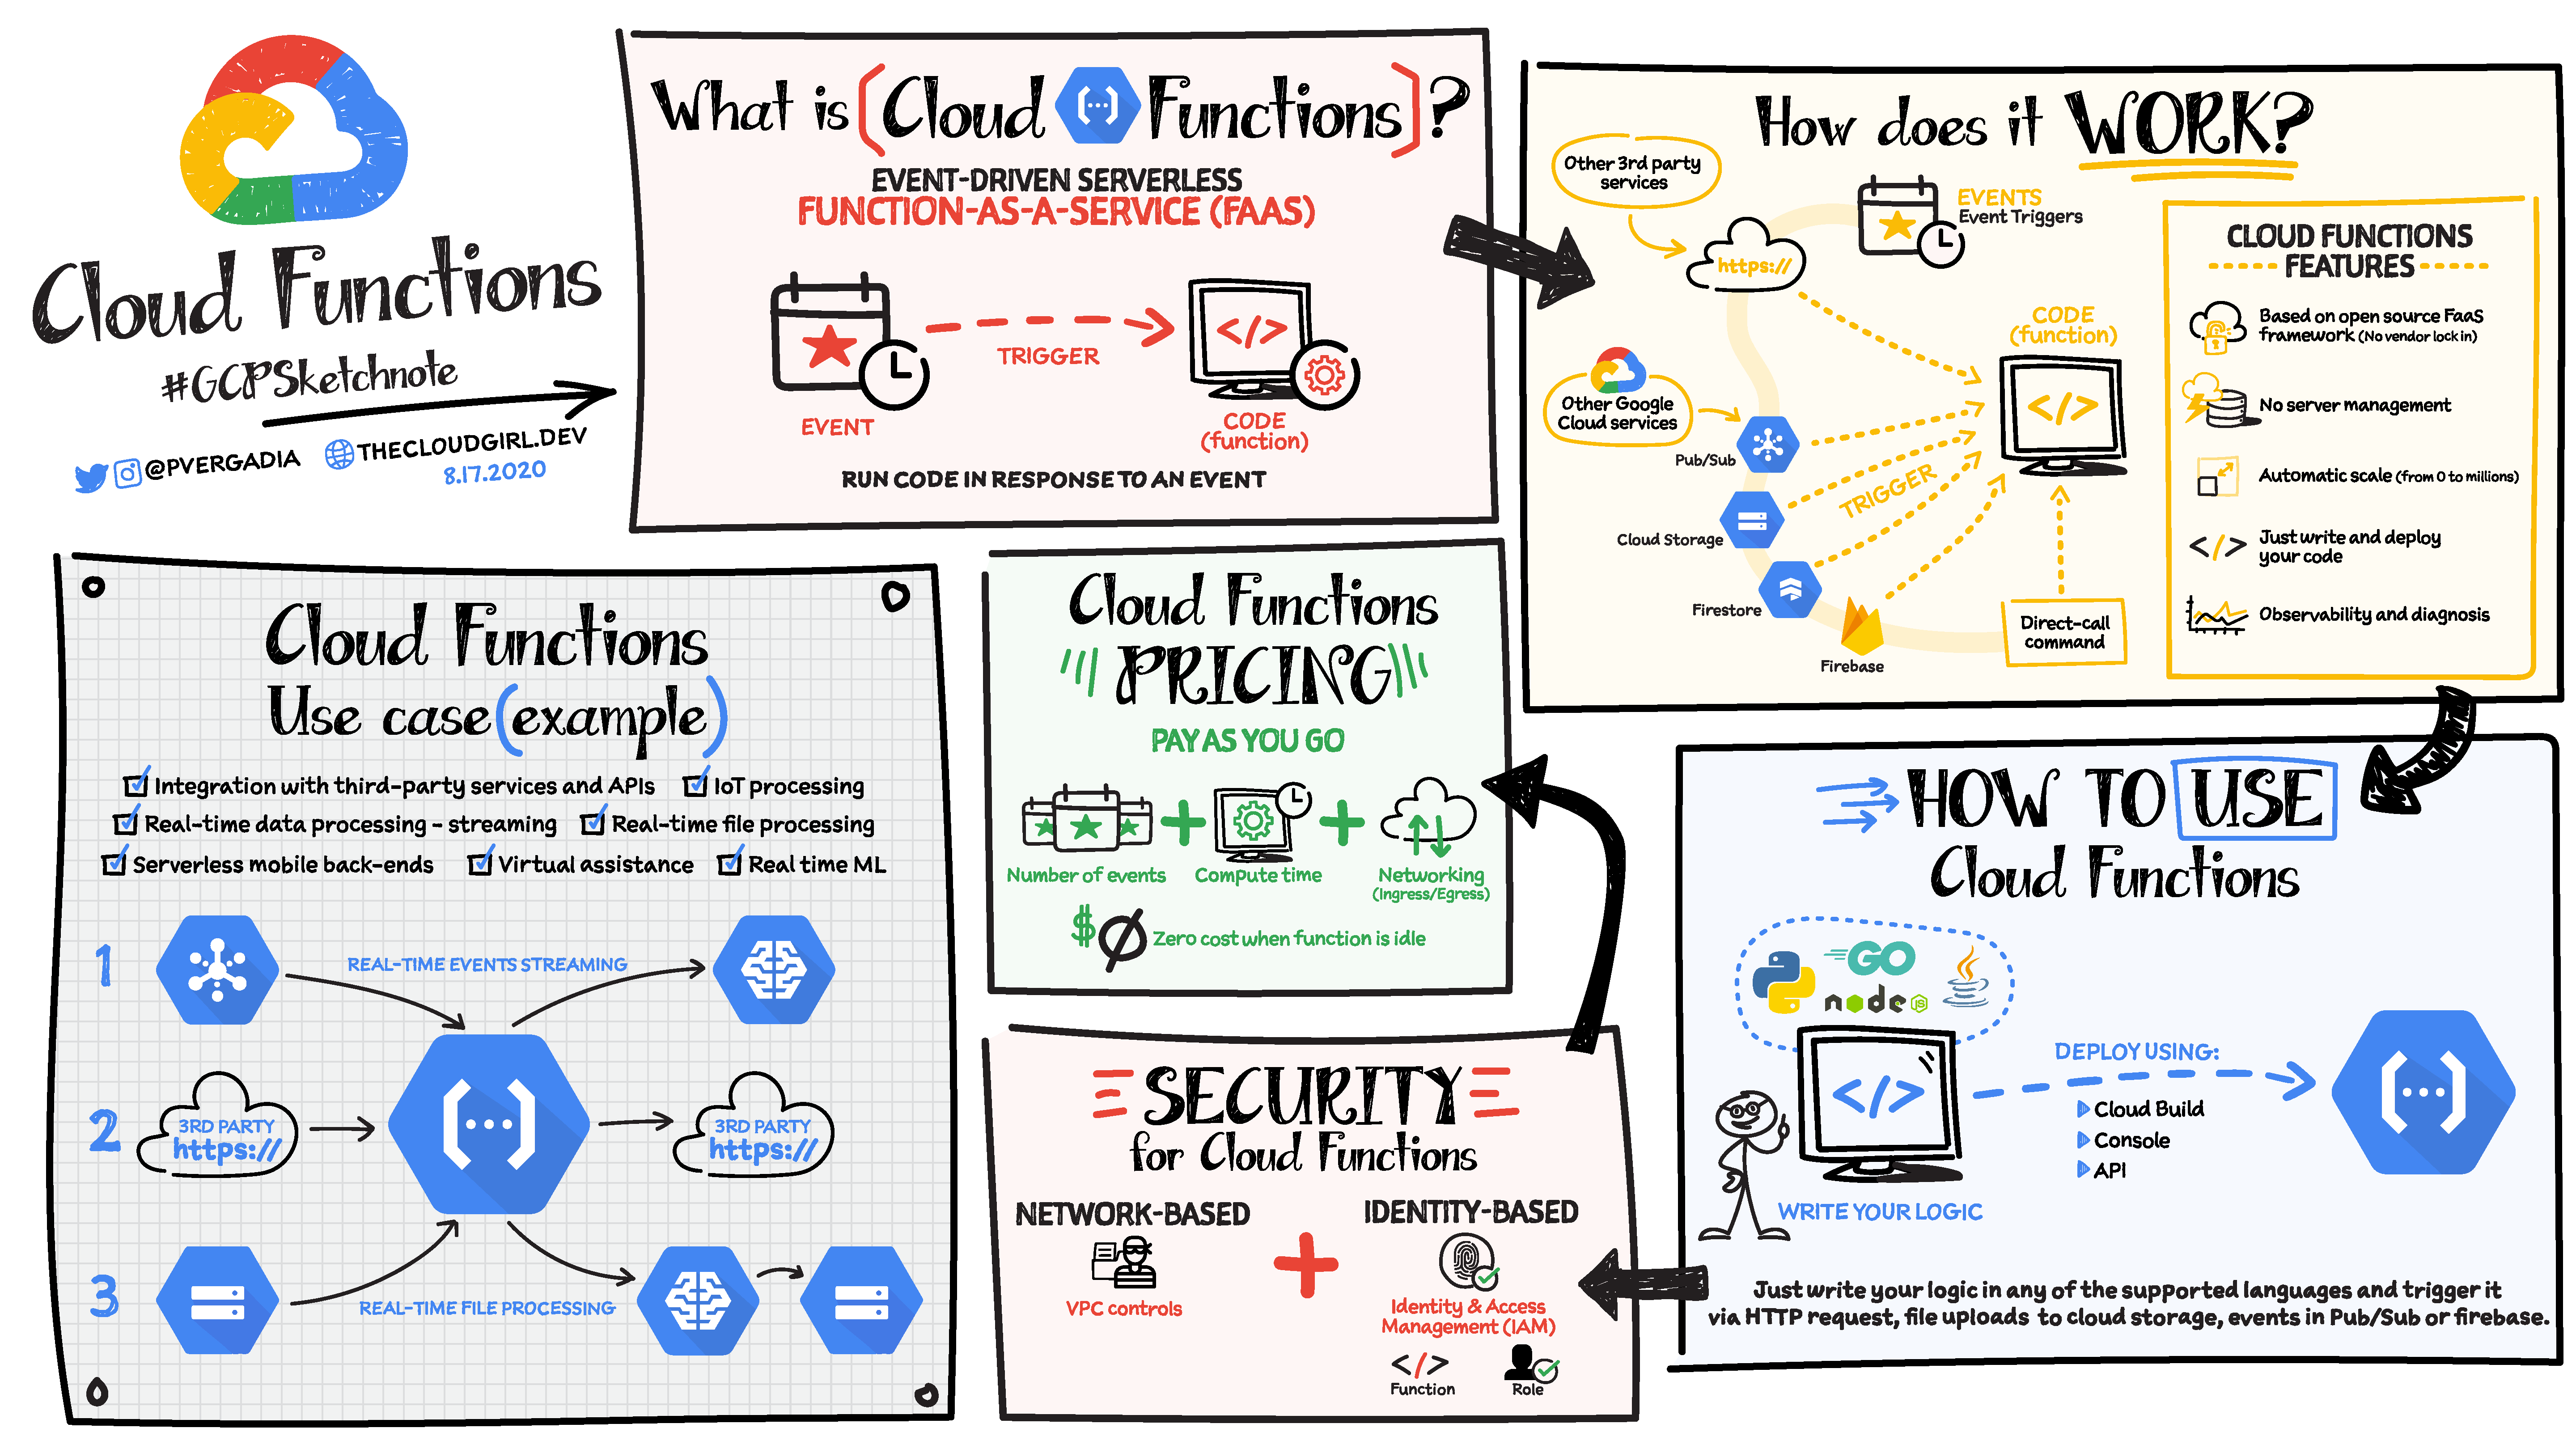 Cloud Functions
#GCPSketchnote
@PVERGADIA
THECLOUDGIRL.DEV
8.17.2020
What is [Cloud Functions]?
EVENT-DRIVEN SERVERLESS
FUNCTION-AS-A-SERVICE (FAAS)
TRIGGER
</>
EVENT
CODE
(function)
RUN CODE IN RESPONSE TO AN EVENT
How does it WORK?
Other 3rd party
services
https://
EVENTS
Event Triggers
Other Google
Cloud services
Pub/Sub
Cloud Storage
Firestore
Firebase
TRIGGER
CODE
(function)
</>
Direct-call
command
CLOUD FUNCTIONS
FEATURES
Based on open source FaaS
framework (No vendor lock in)
No server management
Automatic scale (from 0 to millions)
</>
Just write and deploy
your code
Observability and diagnosis
HOW TO USE
Cloud Functions
GO
node JS
</>
WRITE YOUR LOGIC
DEPLOY USING:
Cloud Build
Console
API
Just write your logic in any of the supported languages and trigger it
via HTTP request, file uploads to cloud storage, events in Pub/Sub or firebase.
SECURITY
for Cloud Functions
NETWORK-BASED
VPC controls
+
IDENTITY-BASED
Identity & Access
Management (IAM)
</>
Function
Role
Cloud Functions
PRICING
PAY AS YOU GO
+ +
Number of events
Compute time
Networking
(Ingress/Egress)
$0 Zero cost when function is idle
Cloud Functions
Use case (example)
Integration with third-party services and APIs
IoT processing
Real-time data processing - streaming
Real-time file processing
Serverless mobile back-ends
Virtual assistance
Real time ML
1
REAL-TIME EVENTS STREAMING
2
3RD PARTY
https://
3RD PARTY
https://
3
REAL-TIME FILE PROCESSING